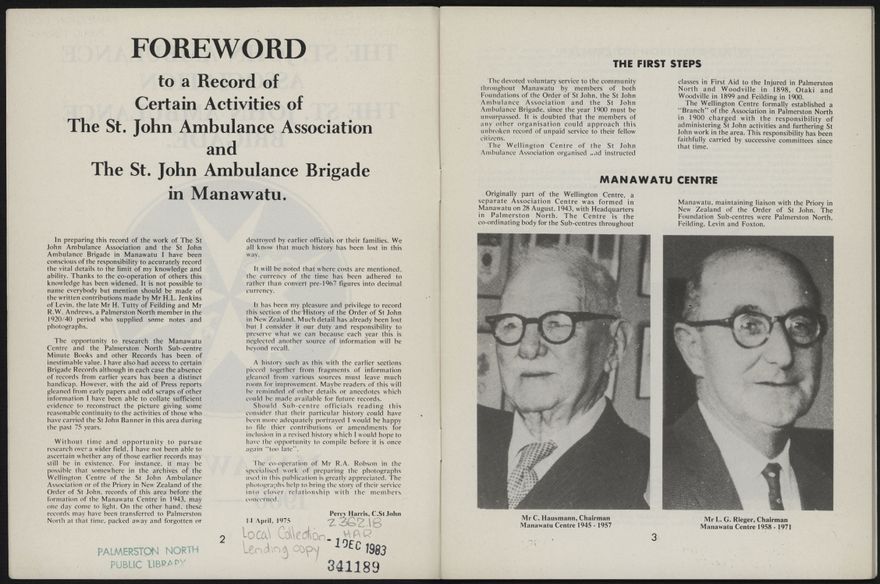 FOREWORD
to a Record of
Certain Activities of
The St. John Ambulance Association
and
The St. John Ambulance Brigade
in Manawatu.
In preparing this record of the work of The St
John Ambulance Association and the St John
Ambulance Brigade in Manawatu I have been
conscious of the responsibility to accurately record
the vital details to the limit of my knowledge and
ability. Thanks to the co-operation of others this
knowledge has been widened. It is not possible to
name everybody but mention should be made of
the written contributions made by Mr H.L. Jenkins
of Levin, the late Mr H. Tutty of Feilding and Mr
R.W. Andrews, a Palmerston North member in the
1920/40 period who supplied some notes and
photographs.
The opportunity to research the Manawatu
Centre and the Palmerston North Sub-centre
Minute Books and other Records has been of
inestimable value. I have also had access to certain
Brigade Records although in each case the absence
of records from earlier years has been a distinct
handicap. However, with the aid of Press reports
gleaned from early papers and odd scraps of other
information I have been able to collate sufficient
evidence to reconstruct the picture giving some
reasonable continuity to the activities of those who
have carried the St John Banner in this area during
the past 75 years.
Without time and opportunity to pursue
research over a wider field, I have not been able to
ascertain whether any of those earlier records may
still be in existence. For instance, it may be
possible that somewhere in the archives of the
Wellington Centre of the St John Ambulance
Association or of the Priory in New Zealand of the
Order of St John, records of this area before the
formation of the Manawatu Centre in 1943, may
one day come to light. On the other hand, these
records may have been transferred to Palmerston
North at that time, packed away and forgotten or
destroyed by earlier officials or their families. We
all know that much history has been lost in this
way.
It will be noted that where costs are mentioned,
the currency of the time has been adhered to
rather than convert pre-1967 figures into decimal
currency.
It has been my pleasure and privilege to record
this section of the History of the Order of St John
in New Zealand. Much detail has already been lost
but I consider it our duty and responsibility to
preserve what we can because each year this is
neglected another source of information will be
beyond recall.
A history such as this with the earlier sections
pieced together from fragments of information
gleaned from various sources must leave much
room for improvement. Maybe readers of this will
be reminded of other details or anecdotes which
could be made available for future records.
Should Sub-centre officials reading this
consider that their particular history could have
been more adequately portrayed I would be happy
to file thier contributions or amendments for
inclusion in a revised history which I would hope to
have the opportunity to compile before it is once
again "too late".
The co-operation of Mr R.A. Robson in the
specialised work of preparing the photographs
used in this publication is greatly appreciated. The
photographs help to bring the story of their service
into closer relationship with the members
concerned.
Percy Harris, C.St John
11 April, 1975
236218
Local Collection HAR
Lending copy
- 1 DEC 1983
341189
PALMERSTON NORTH
PUBLIC LIBRARY
2
THE FIRST STEPS
The devoted voluntary service to the community
throughout Manawatu by members of both
Foundations of the Order of St John, the St John
Ambulance Association and the St John
Ambulance Brigade, since the year 1900 must be
unsurpassed. It is doubted that the members of
any other organisation could approach this
unbroken record of unpaid service to their fellow
citizens.
The Wellington Centre of the St John
Ambulance Association organised and instructed
classes in First Aid to the Injured in Palmerston
North and Woodville in 1898, Otaki and
Woodville in 1899 and Feilding in 1900.
The Wellington Centre formally established a
"Branch" of the Association in Palmerston North
in 1900 charged with the responsibility of
administering St John activities and furthering St
John work in the area. This responsibility has been
faithfully carried by successive committees since
that time.
MANAWATU CENTRE
Originally part of the Wellington Centre, a
separate Association Centre was formed in
Manawatu on 28 August, 1943, with Headquarters
in Palmerston North. The Centre is the
co-ordinating body for the Sub-centres throughout
Manawatu, maintaining liaison with the Priory in
New Zealand of the Order of St John. The
Foundation Sub-centres were Palmerston North,
Feilding, Levin and Foxton.
Mr C. Hausmann, Chairman
Manawatu Centre 1945 - 1957
Mr L. G. Rieger, Chairman
Manawatu Centre 1958 - 1971
3